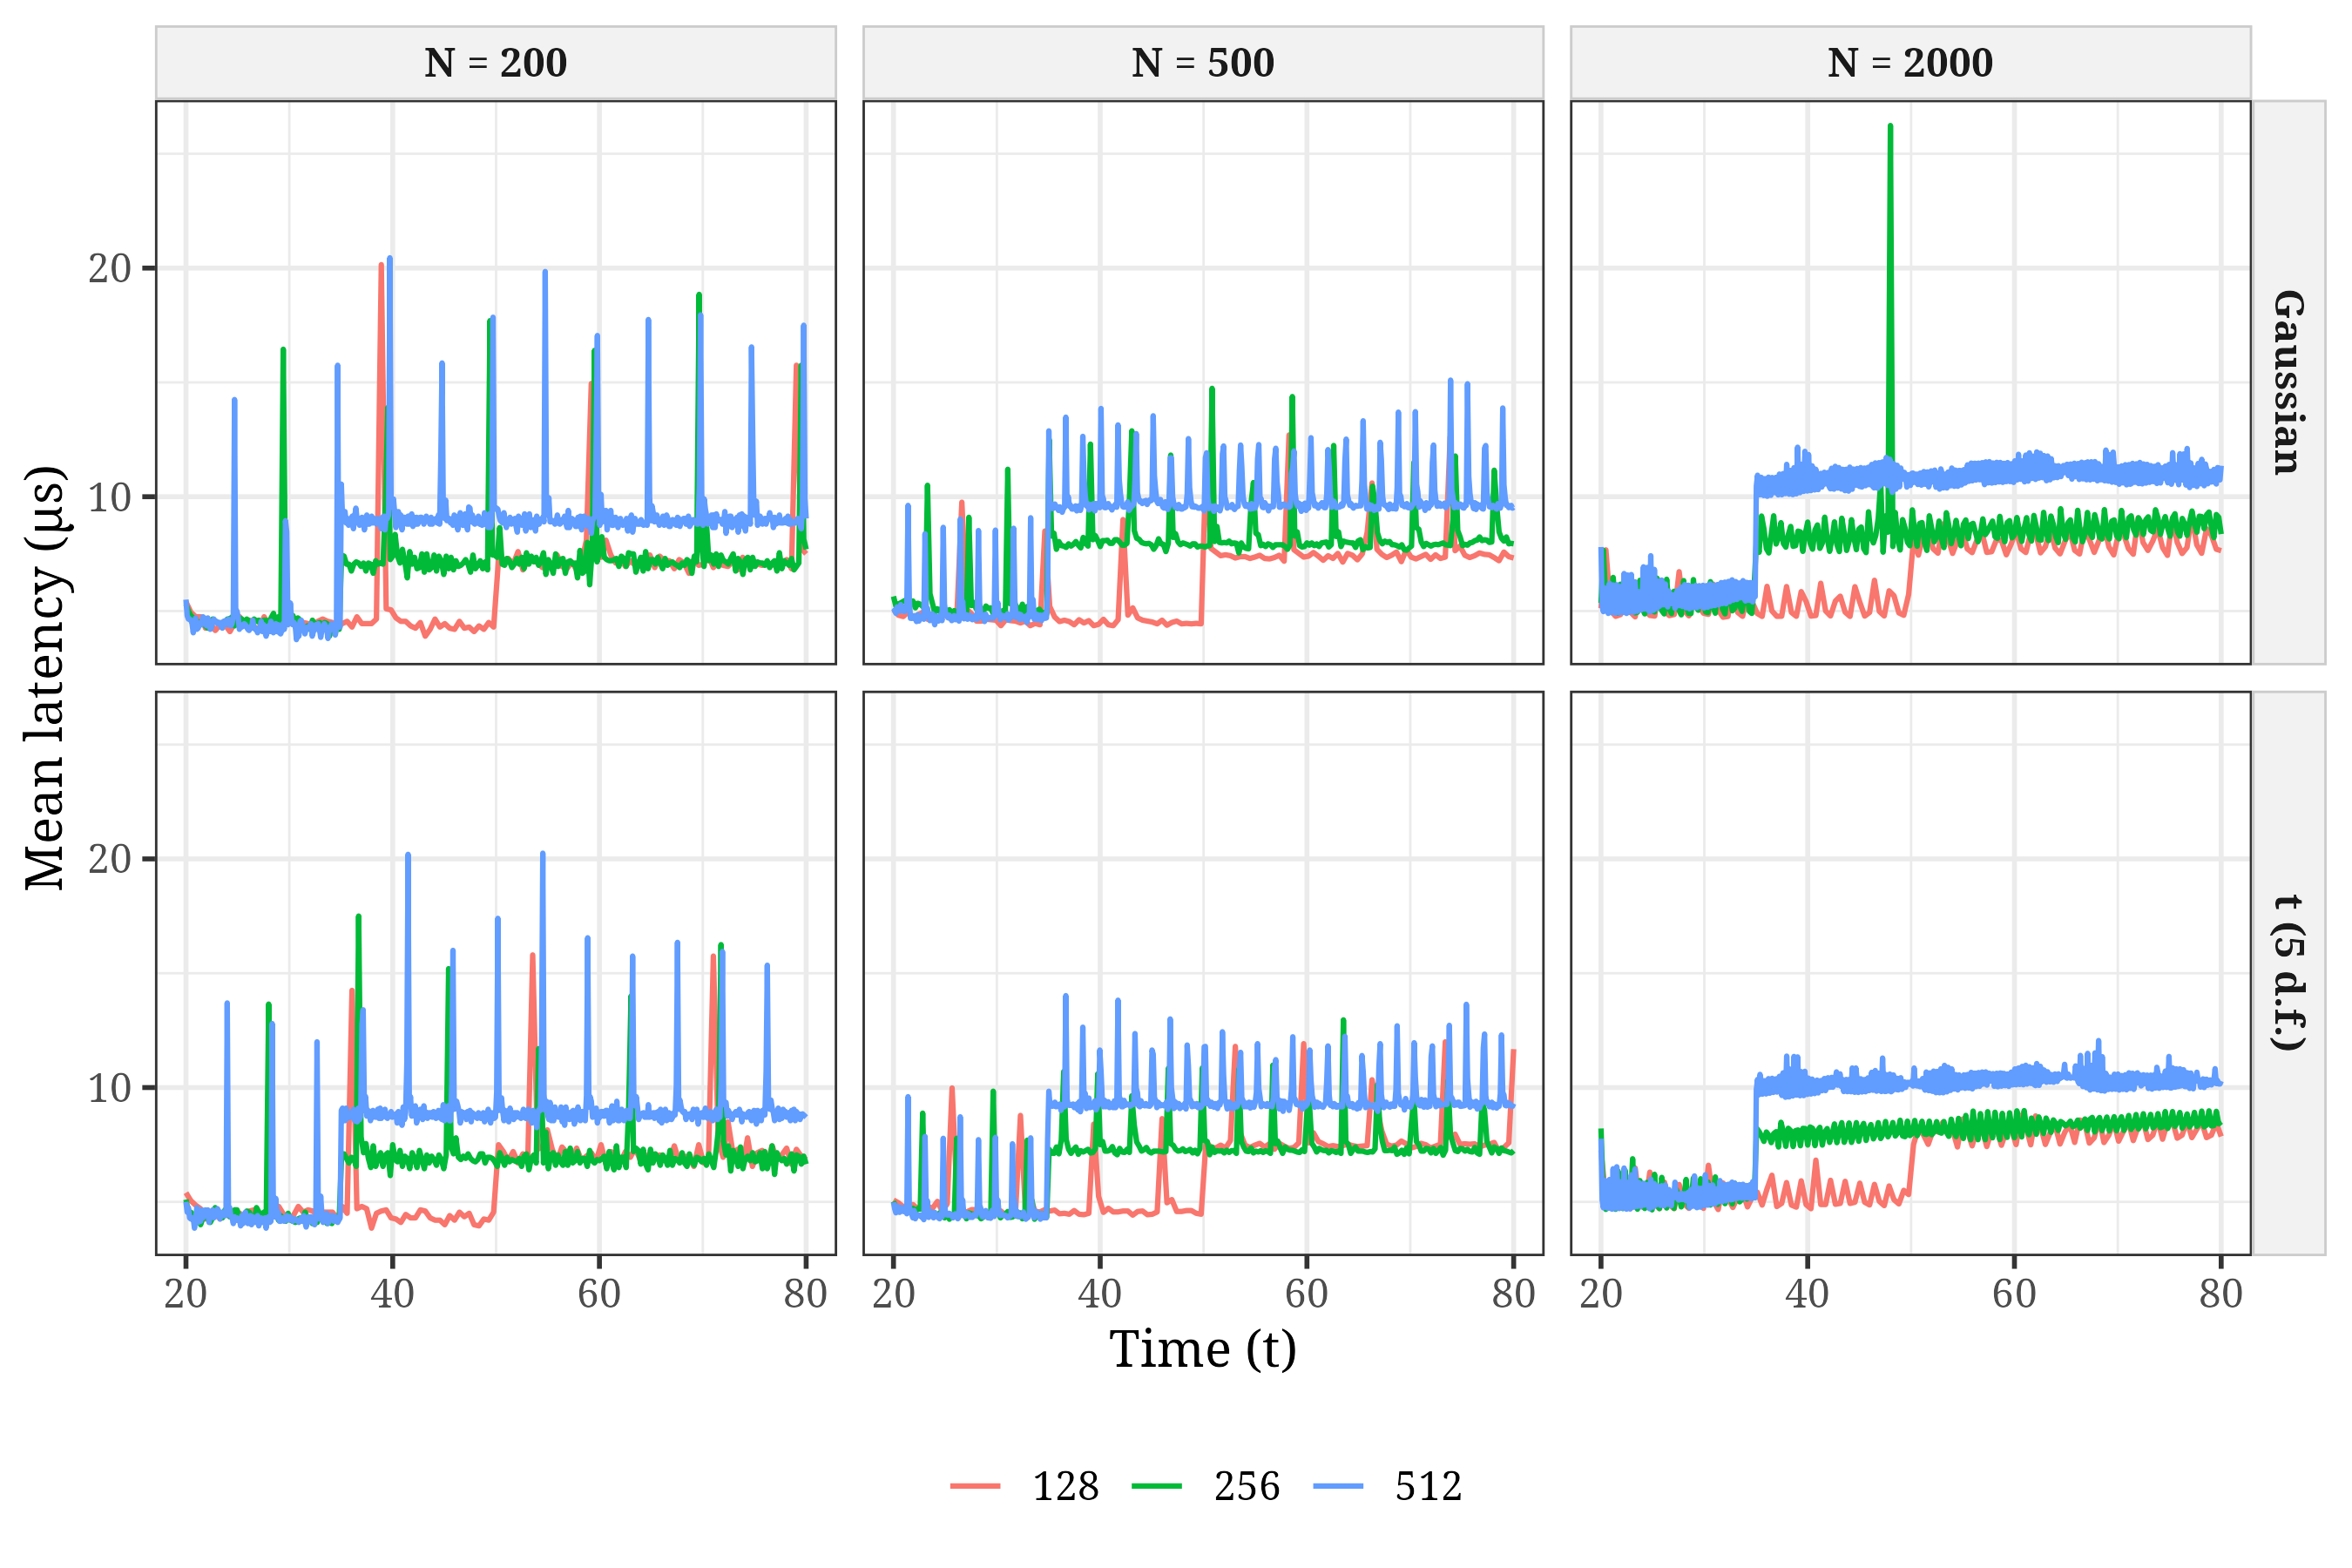 N = 200
N = 500
N = 2000
Gaussian
t (5 d.f.)
Mean latency (µs)
20
10
20
10
20 40 60 80
20 40 60 80
20 40 60 80
Time (t)
128 256 512